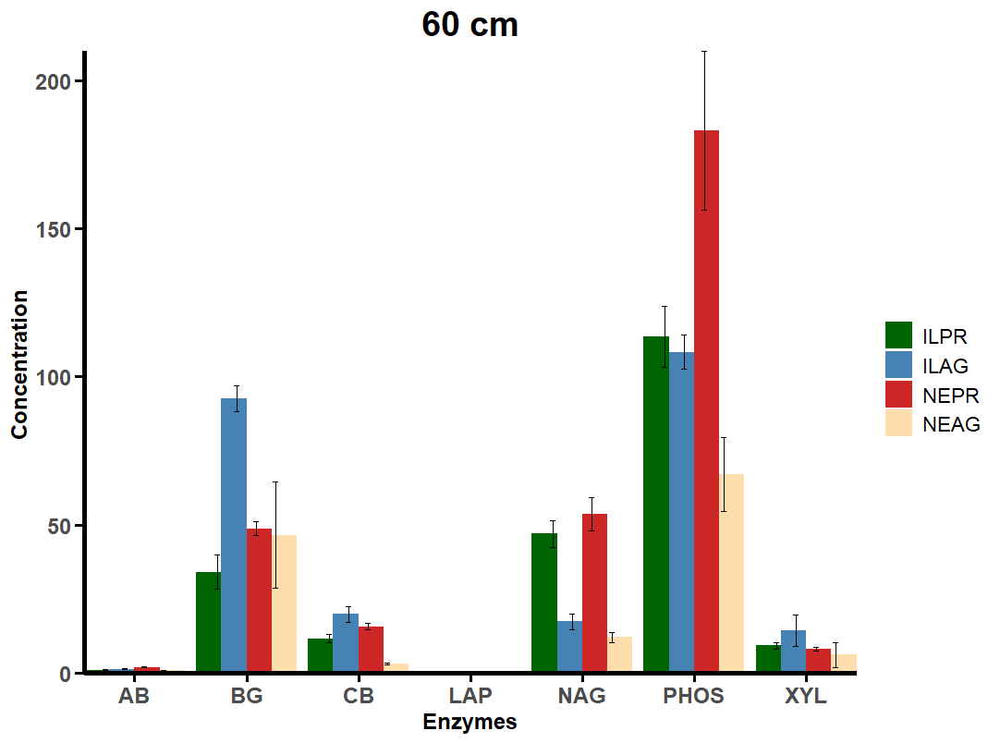 60 cm
200
150
100
50
0
Concentration
AB BG CB LAP NAG PHOS XYL
Enzymes
ILPR
ILAG
NEPR
NEAG